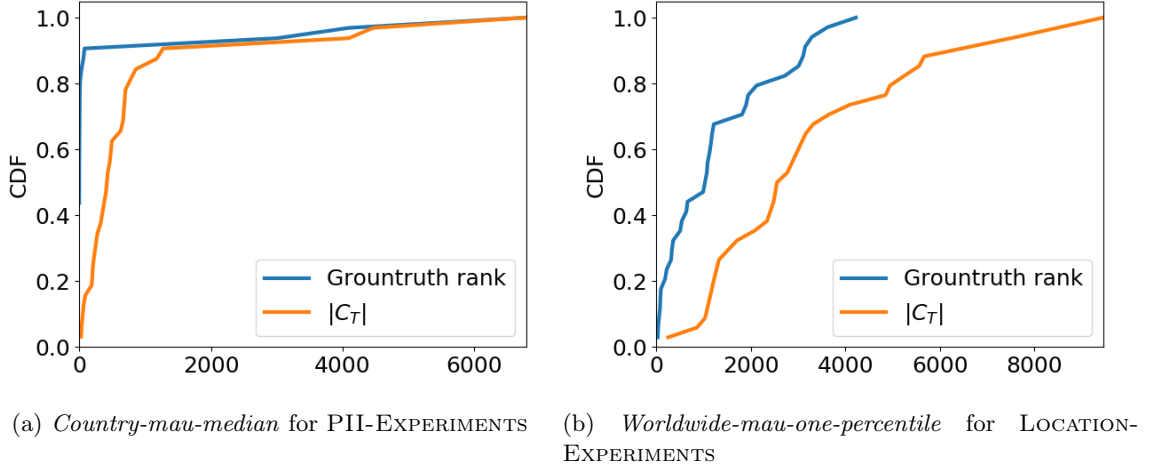 1.0
0.8
0.6
0.4
0.2
0.0
CDF
0
2000
4000
6000
Grountruth rank
|C_T|
1.0
0.8
0.6
0.4
0.2
0.0
CDF
0
2000
4000
6000
8000
Grountruth rank
|C_T|
(a) Country-mau-median for PII-EXPERIMENTS
(b) Worldwide-mau-one-percentile for LOCATION-
EXPERIMENTS